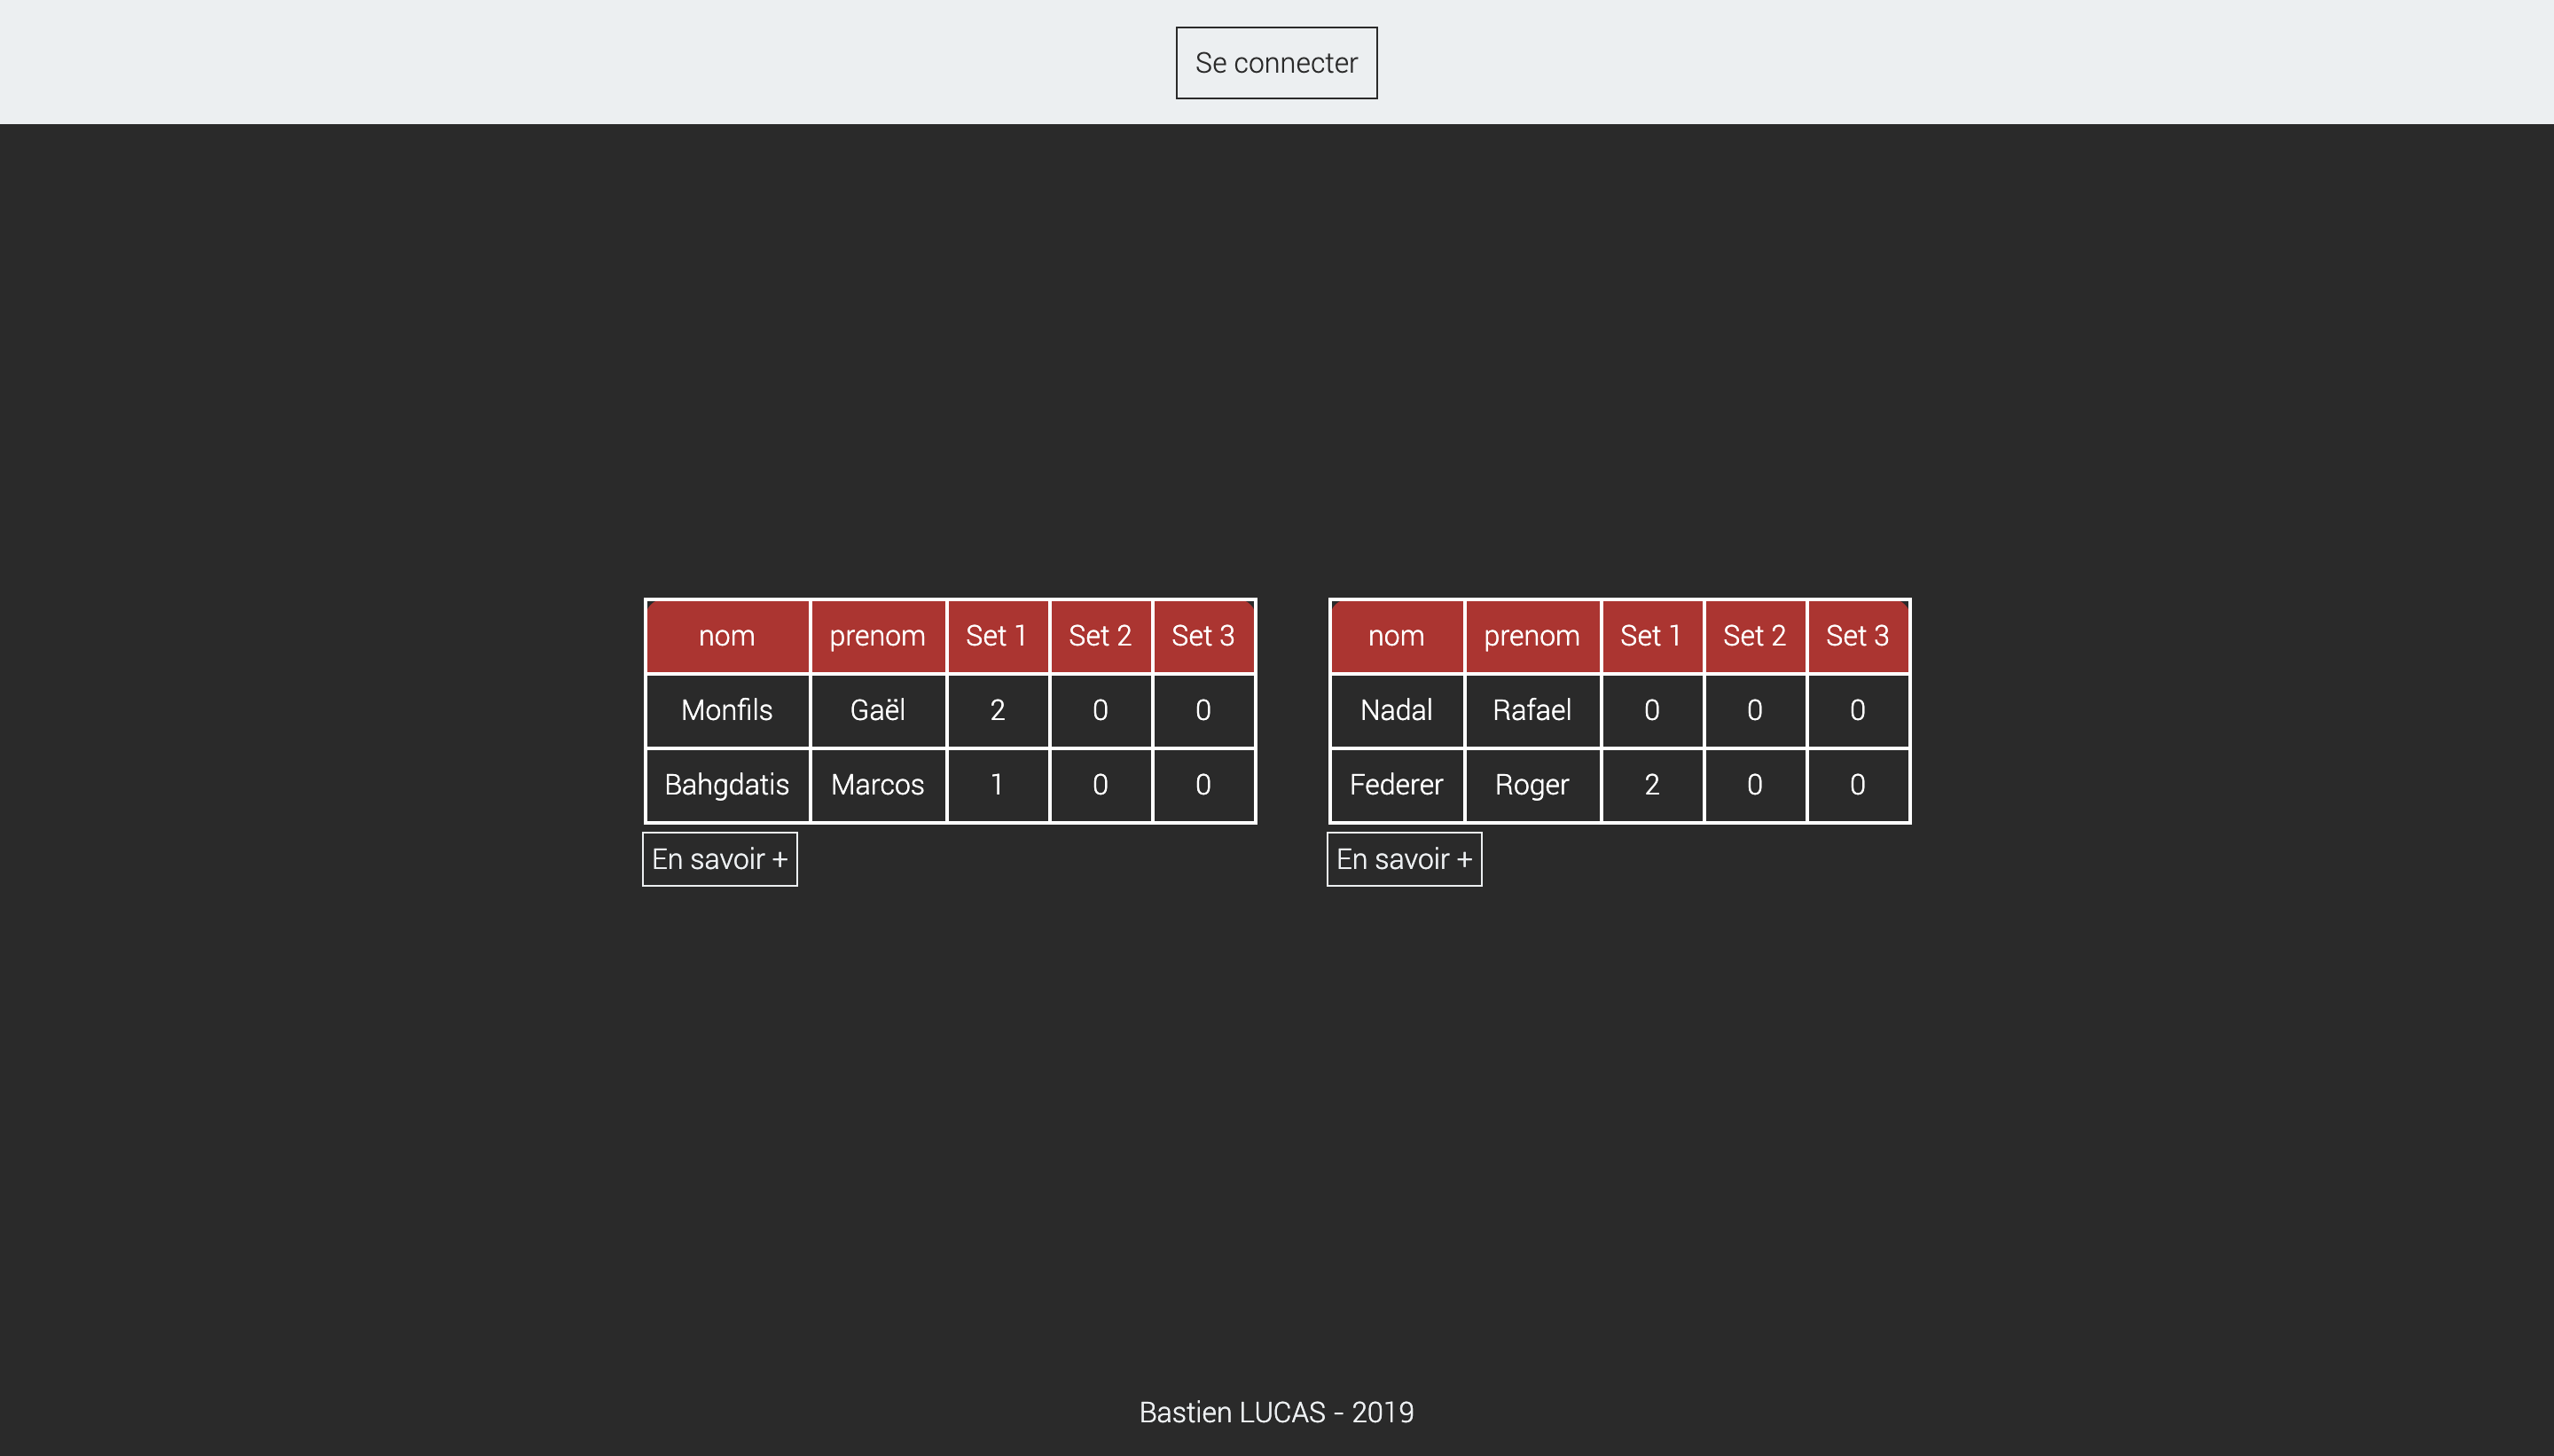 Se connecter
nom prenom Set 1 Set 2 Set 3
Monfils Gaël 2 0 0
Bahgdatis Marcos 1 0 0
En savoir +
nom prenom Set 1 Set 2 Set 3
Nadal Rafael 0 0 0
Federer Roger 2 0 0
En savoir +
Bastien LUCAS - 2019